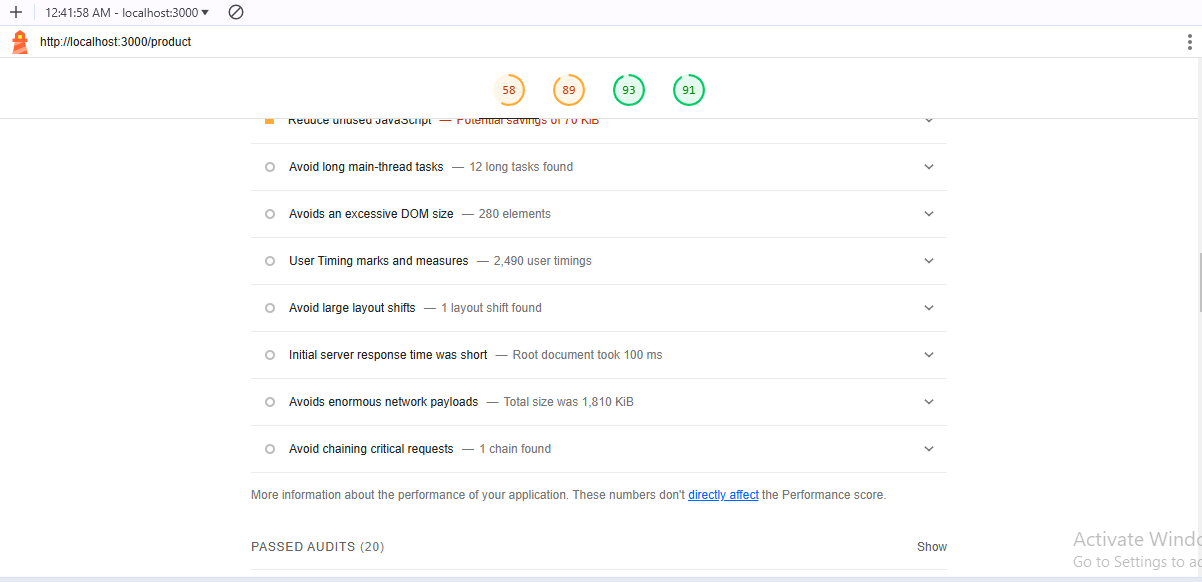 12:41:58 AM - localhost:3000
http://localhost:3000/product
58 89 93 91
Reduce unused JavaScript — Potential savings of 70 KiB
Avoid long main-thread tasks — 12 long tasks found
Avoids an excessive DOM size — 280 elements
User Timing marks and measures — 2,490 user timings
Avoid large layout shifts — 1 layout shift found
Initial server response time was short — Root document took 100 ms
Avoids enormous network payloads — Total size was 1,810 KiB
Avoid chaining critical requests — 1 chain found
More information about the performance of your application. These numbers don't directly affect the Performance score.
PASSED AUDITS (20) Show
Activate Windo
Go to Settings to ac